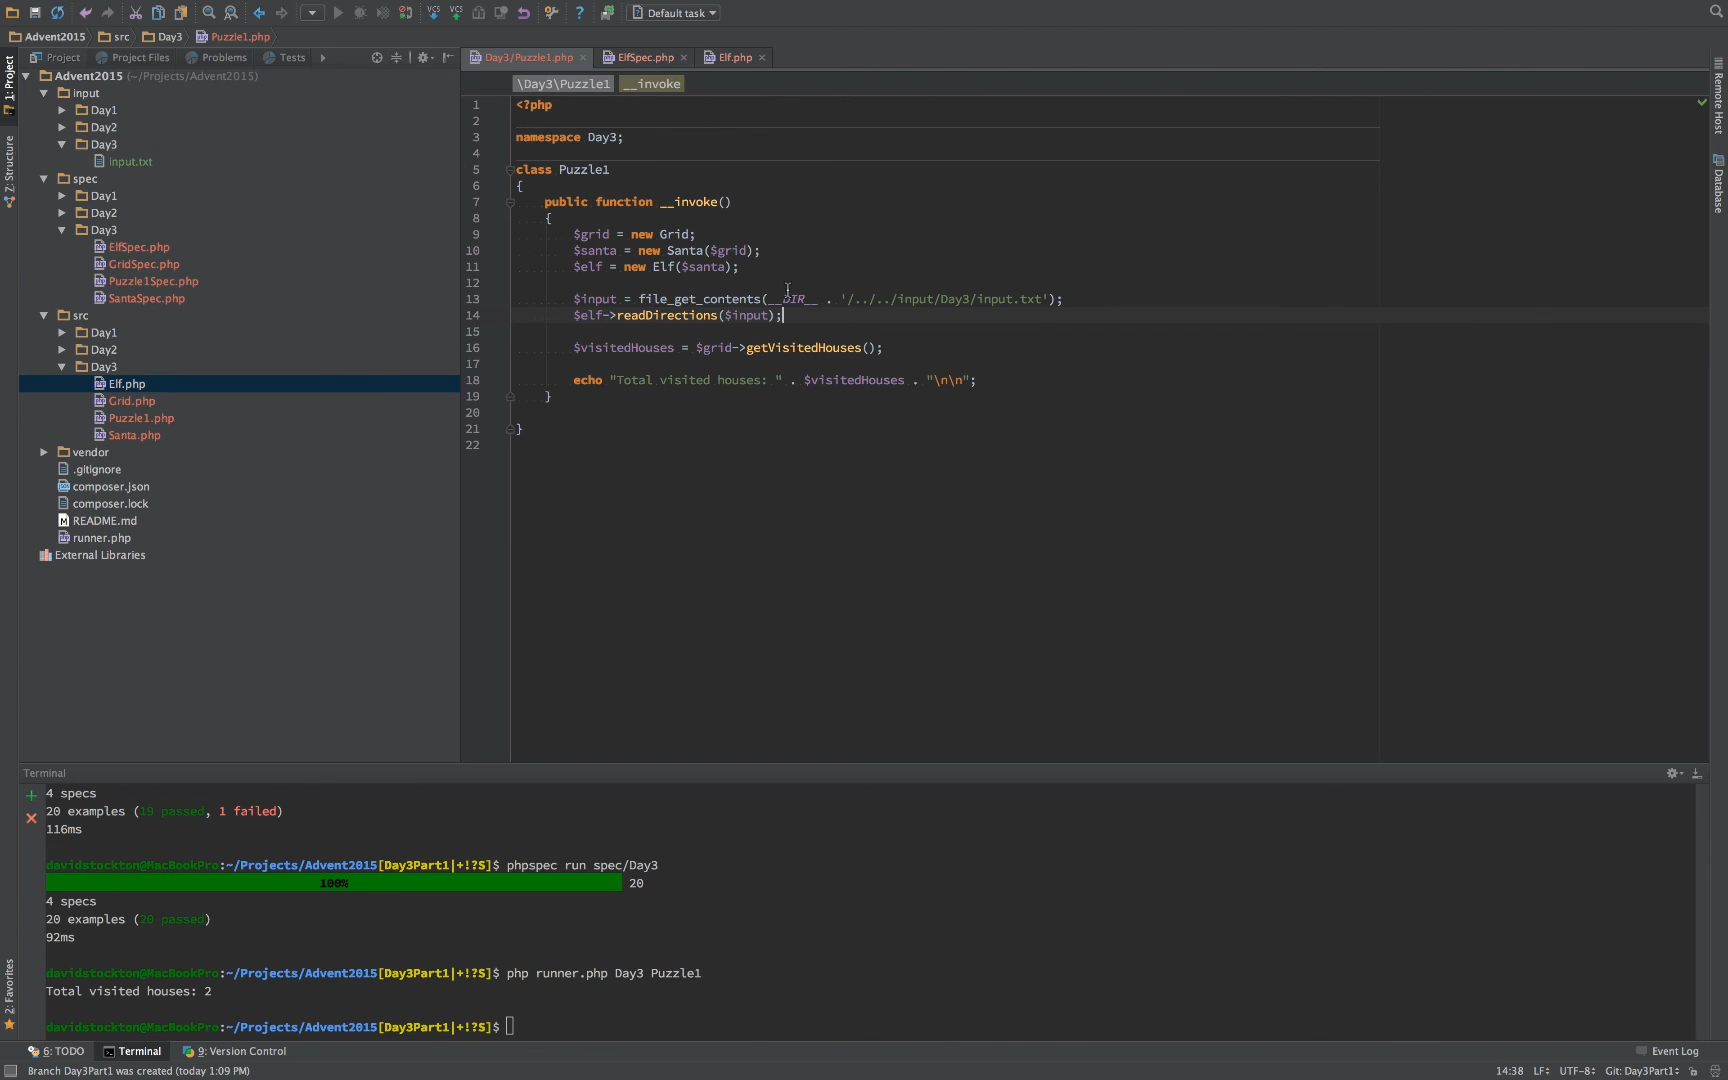 Default task
Advent2015
src
Day3
Puzzle1.php
Project
Project Files
Problems
Tests
Day3/Puzzle1.php
ElfSpec.php
Elf.php
1: Project
Z: Structure
2: Favorites
Remote Host
Database
Advent2015 (~/Projects/Advent2015)
input
Day1
Day2
Day3
input.txt
spec
Day1
Day2
Day3
ElfSpec.php
GridSpec.php
Puzzle1Spec.php
SantaSpec.php
src
Day1
Day2
Day3
Elf.php
Grid.php
Puzzle1.php
Santa.php
vendor
.gitignore
composer.json
composer.lock
README.md
runner.php
External Libraries
\Day3\Puzzle1 __invoke
1 <?php
2
3 namespace Day3;
4
5 class Puzzle1
6 {
7 public function __invoke()
8 {
9 $grid = new Grid;
10 $santa = new Santa($grid);
11 $elf = new Elf($santa);
12
13 $input = file_get_contents(__DIR__ . '/../../input/Day3/input.txt');
14 $elf->readDirections($input);
15
16 $visitedHouses = $grid->getVisitedHouses();
17
18 echo "Total visited houses: " . $visitedHouses . "\n\n";
19 }
20
21 }
22
Terminal
4 specs
20 examples (19 passed, 1 failed)
116ms
davidstockton@MacBookPro:~/Projects/Advent2015[Day3Part1|+!?S]$ phpspec run spec/Day3
100% 20
4 specs
20 examples (20 passed)
92ms
davidstockton@MacBookPro:~/Projects/Advent2015[Day3Part1|+!?S]$ php runner.php Day3 Puzzle1
Total visited houses: 2
davidstockton@MacBookPro:~/Projects/Advent2015[Day3Part1|+!?S]$
6: TODO
Terminal
9: Version Control
Event Log
Branch Day3Part1 was created (today 1:09 PM)
14:38
LF
UTF-8
Git: Day3Part1